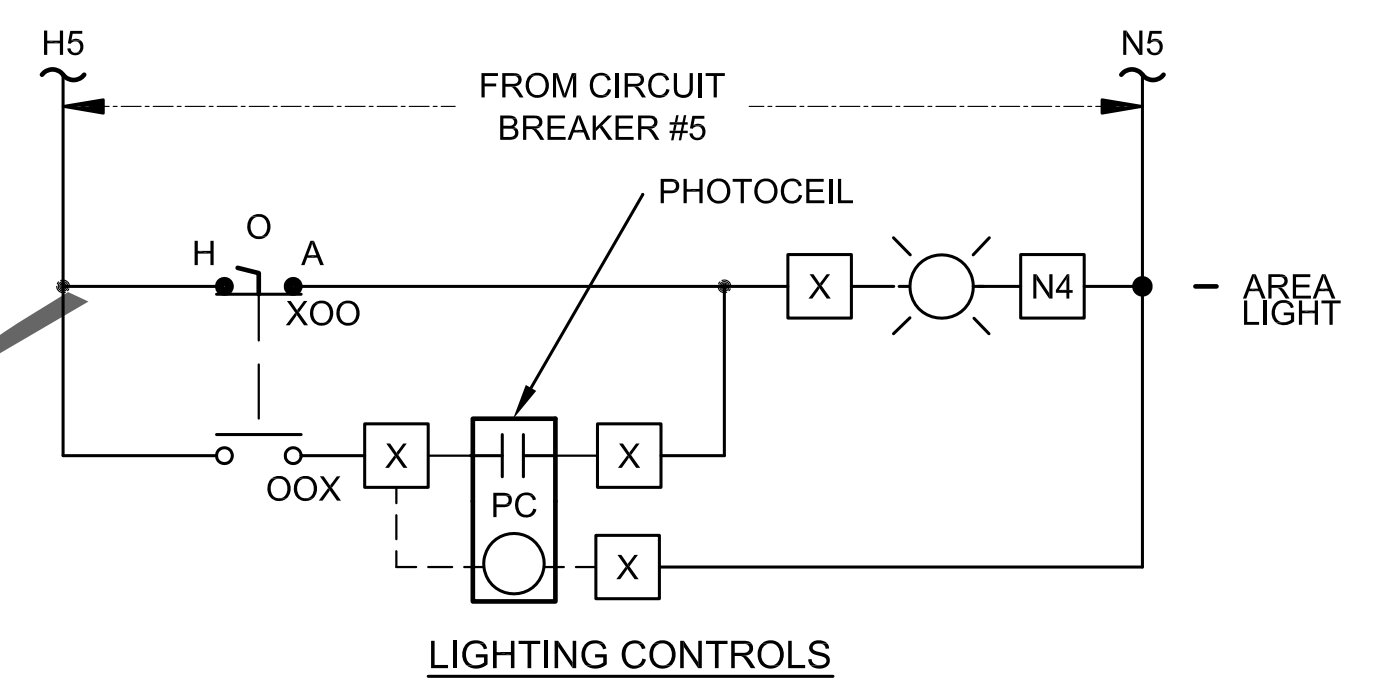 H5
N5
FROM CIRCUIT
BREAKER #5
PHOTOCEIL
H
O
A
XOO
X
N4
AREA
LIGHT
X
X
OOX
PC
X
LIGHTING CONTROLS